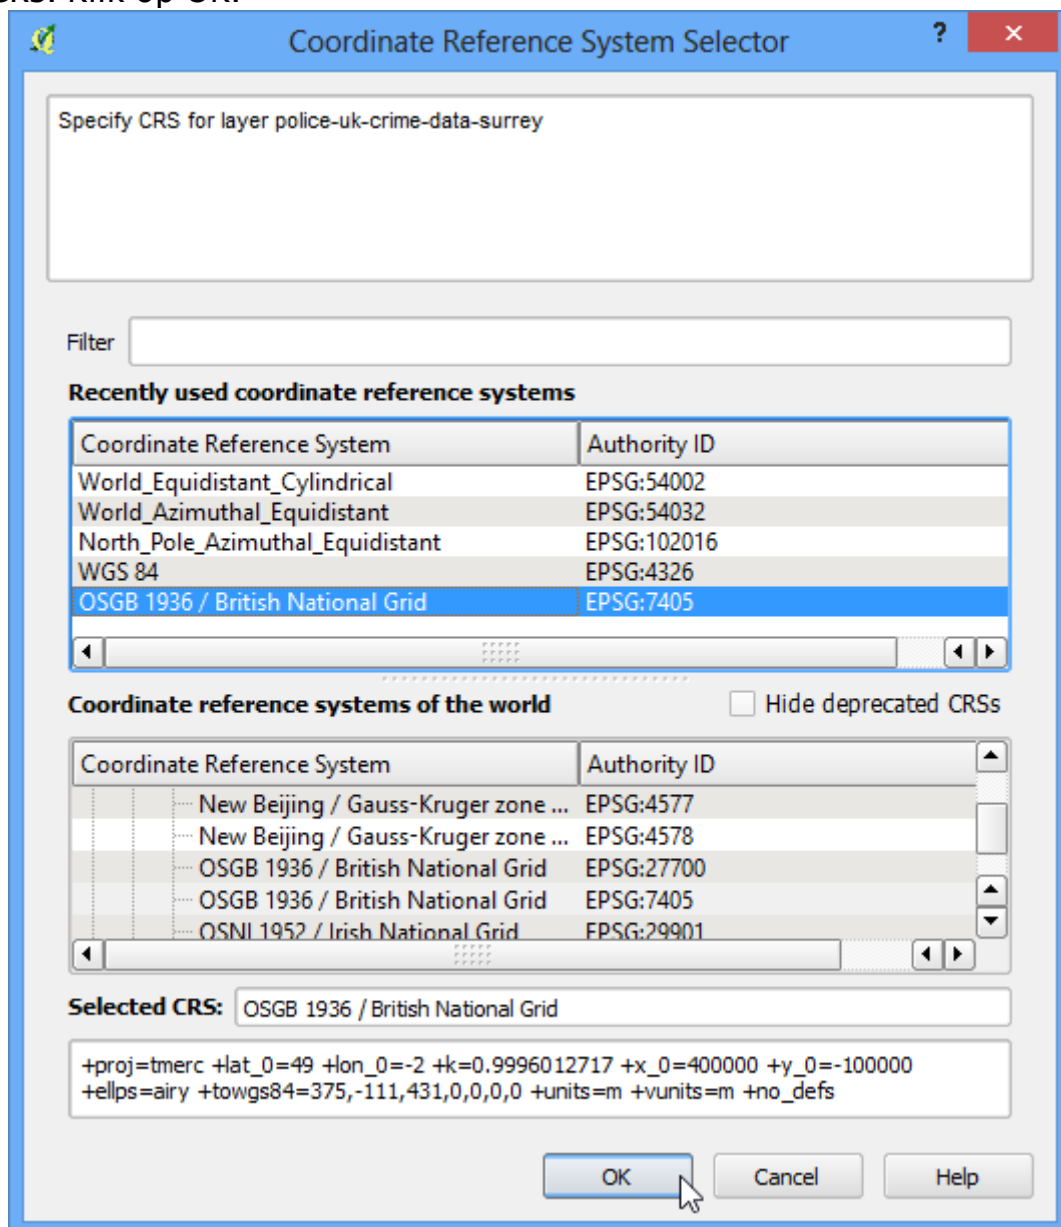 CRS. Klik op OK.
Coordinate Reference System Selector ? ×
Specify CRS for layer police-uk-crime-data-surrey
Filter
Recently used coordinate reference systems
Coordinate Reference System Authority ID
World_Equidistant_Cylindrical EPSG:54002
World_Azimuthal_Equidistant EPSG:54032
North_Pole_Azimuthal_Equidistant EPSG:102016
WGS 84 EPSG:4326
OSGB 1936 / British National Grid EPSG:7405
Coordinate reference systems of the world Hide deprecated CRSs
Coordinate Reference System Authority ID
New Beijing / Gauss-Kruger zone ... EPSG:4577
New Beijing / Gauss-Kruger zone ... EPSG:4578
OSGB 1936 / British National Grid EPSG:27700
OSGB 1936 / British National Grid EPSG:7405
OSNI 1952 / Irish National Grid EPSG:29901
Selected CRS: OSGB 1936 / British National Grid
+proj=tmerc +lat_0=49 +lon_0=-2 +k=0.9996012717 +x_0=400000 +y_0=-100000
+ellps=airy +towgs84=375,-111,431,0,0,0,0 +units=m +vunits=m +no_defs
OK Cancel Help